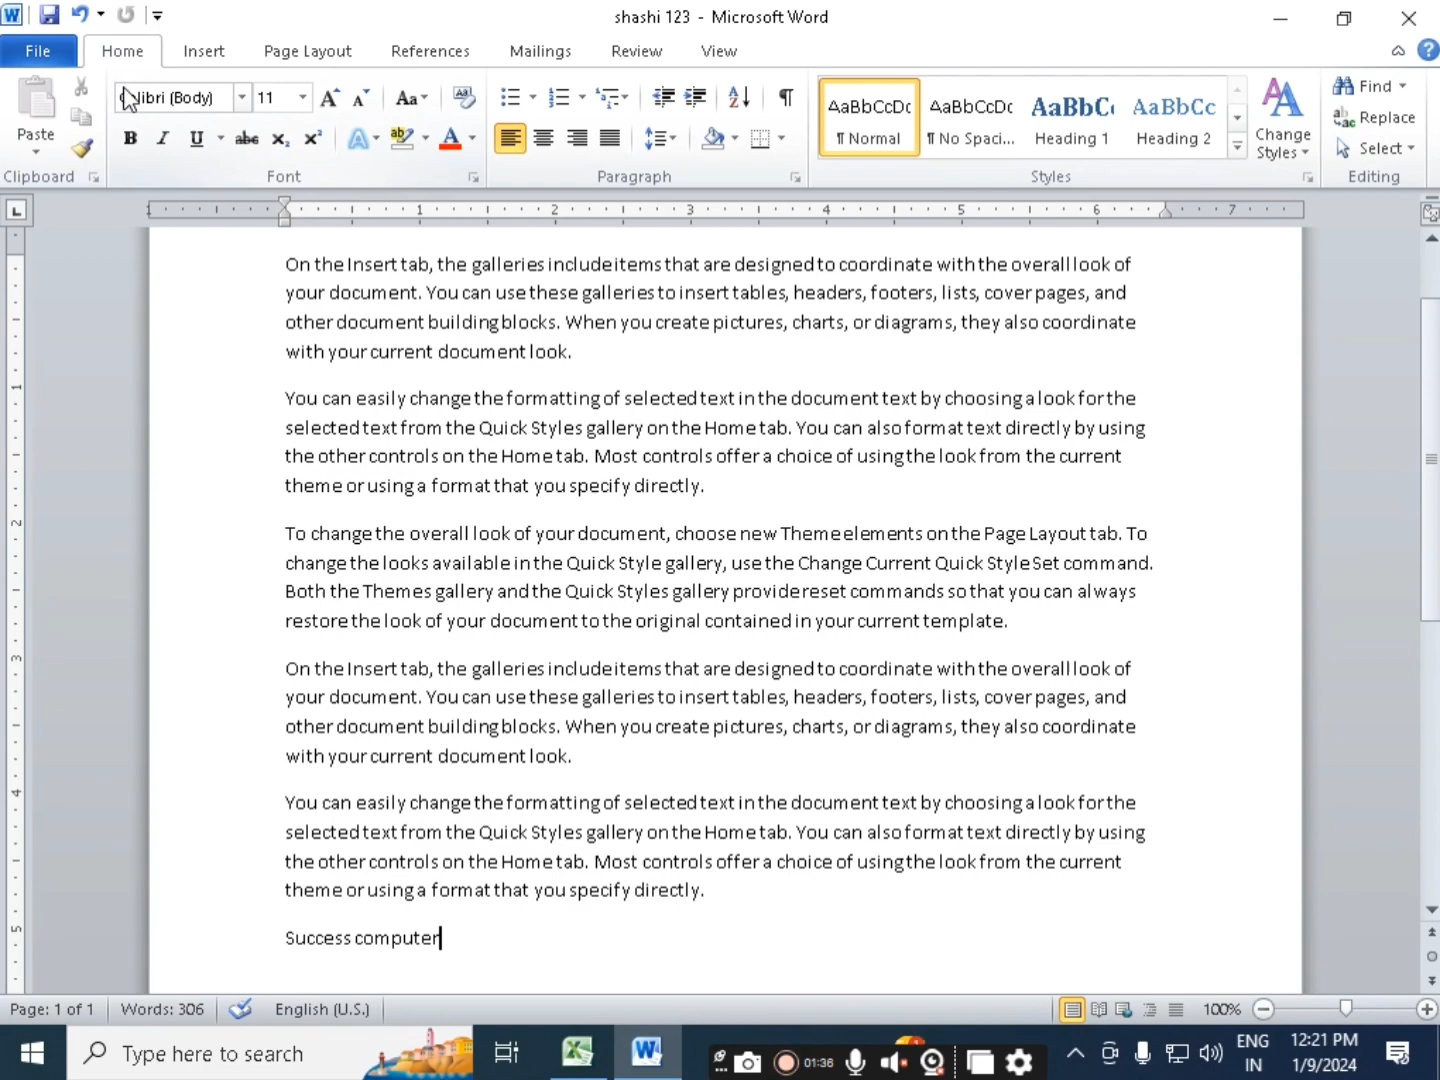 shashi 123 - Microsoft Word
File Home Insert Page Layout References Mailings Review View
Paste
Clipboard
libri (Body) 11
Aa
B I U abc x₂ x²
A ab A
Font
Paragraph
AaBbCcDc AaBbCcDc AaBbC AaBbCc
¶ Normal ¶ No Spaci... Heading 1 Heading 2
Styles
Change
Styles
Find
Replace
Select
Editing
1 1 2 3 4 5 6 7
On the Insert tab, the galleries include items that are designed to coordinate with the overall look of
your document. You can use these galleries to insert tables, headers, footers, lists, cover pages, and
other document building blocks. When you create pictures, charts, or diagrams, they also coordinate
with your current document look.
You can easily change the formatting of selected text in the document text by choosing a look for the
selected text from the Quick Styles gallery on the Home tab. You can also format text directly by using
the other controls on the Home tab. Most controls offer a choice of using the look from the current
theme or using a format that you specify directly.
To change the overall look of your document, choose new Theme elements on the Page Layout tab. To
change the looks available in the Quick Style gallery, use the Change Current Quick Style Set command.
Both the Themes gallery and the Quick Styles gallery provide reset commands so that you can always
restore the look of your document to the original contained in your current template.
On the Insert tab, the galleries include items that are designed to coordinate with the overall look of
your document. You can use these galleries to insert tables, headers, footers, lists, cover pages, and
other document building blocks. When you create pictures, charts, or diagrams, they also coordinate
with your current document look.
You can easily change the formatting of selected text in the document text by choosing a look for the
selected text from the Quick Styles gallery on the Home tab. You can also format text directly by using
the other controls on the Home tab. Most controls offer a choice of using the look from the current
theme or using a format that you specify directly.
Success computer
Page: 1 of 1 Words: 306 English (U.S.) 100%
Type here to search
01:36
ENG
IN
12:21 PM
1/9/2024